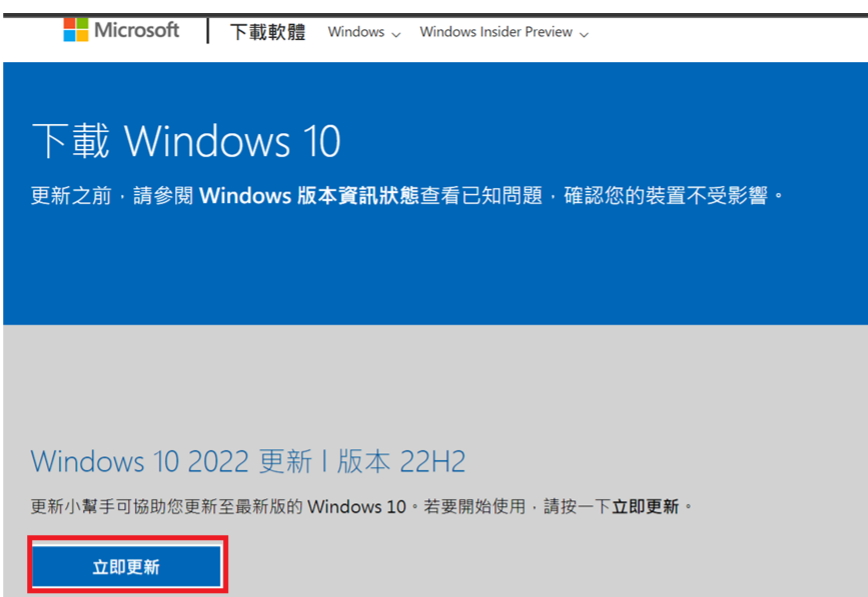 Microsoft 下載軟體 Windows Windows Insider Preview
下載 Windows 10
更新之前，請參閱 Windows 版本資訊狀態查看已知問題，確認您的裝置不受影響。
Windows 10 2022 更新 | 版本 22H2
更新小幫手可協助您更新至最新版的 Windows 10。若要開始使用，請按一下立即更新。
立即更新